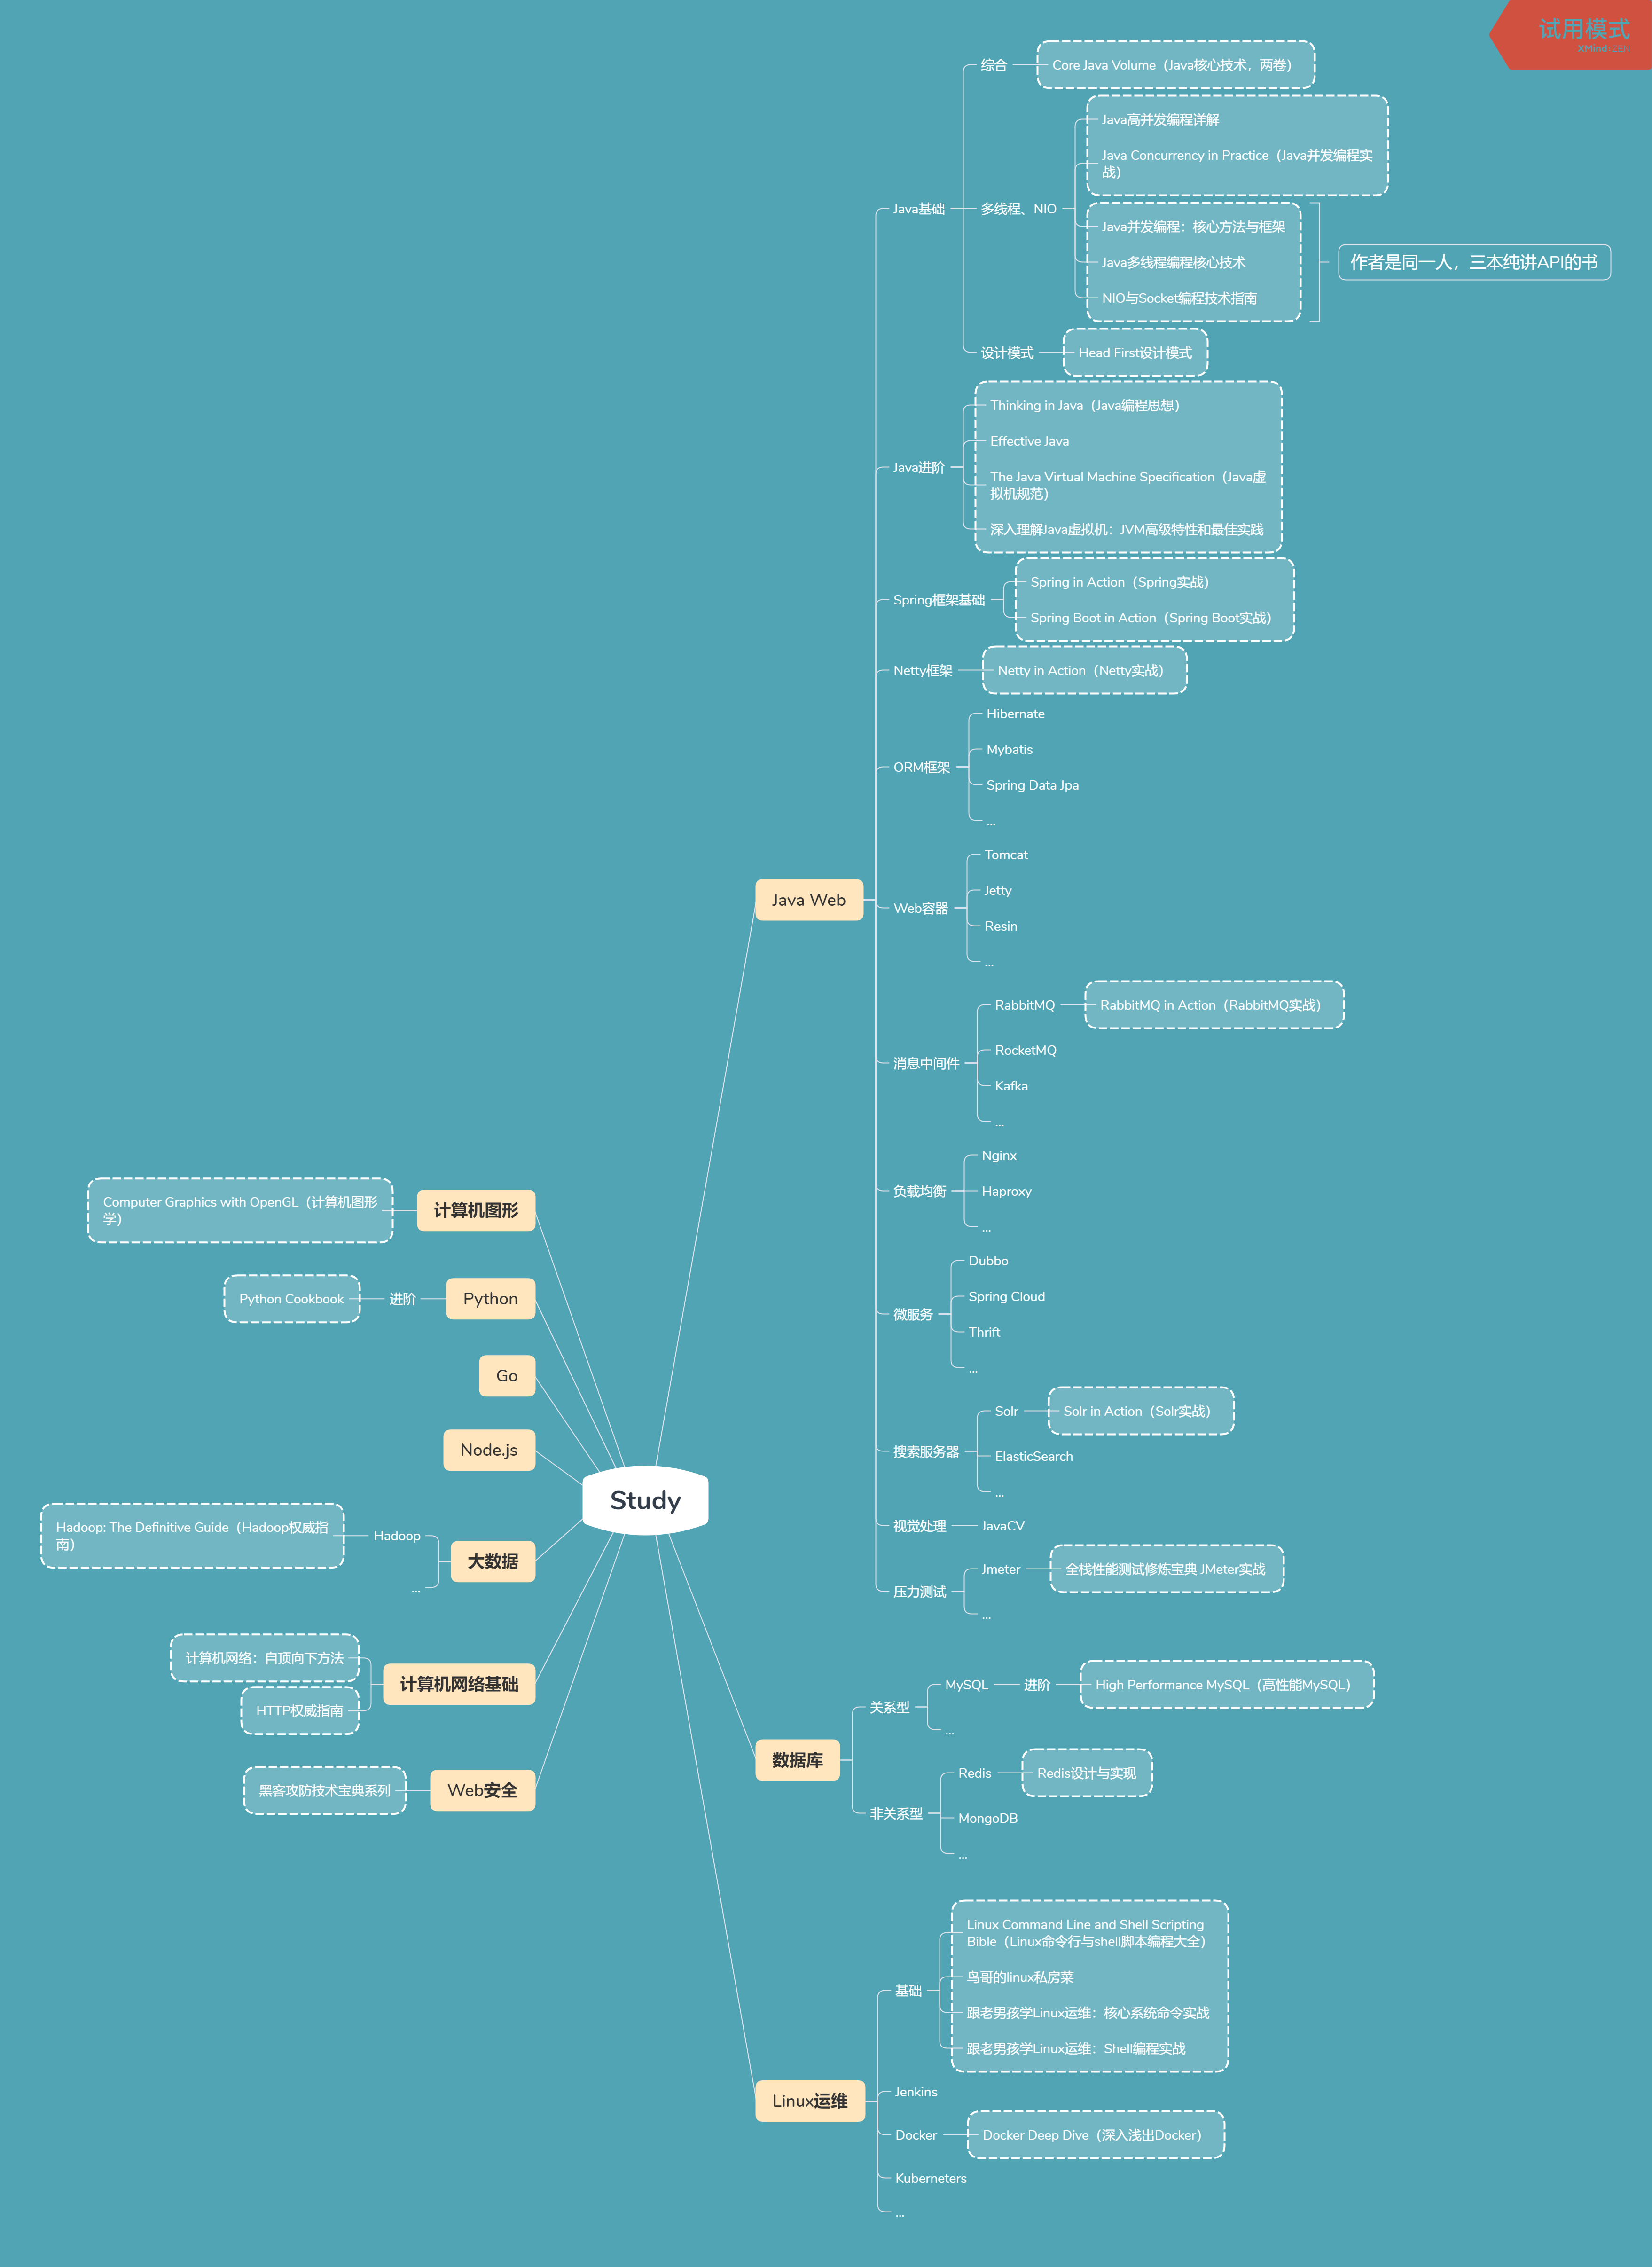 试用模式
XMind:ZEN
综合
Core Java Volume（Java核心技术，两卷）
Java高并发编程详解
Java Concurrency in Practice（Java并发编程实
战）
Java基础
多线程、NIO
Java并发编程：核心方法与框架
Java多线程编程核心技术
NIO与Socket编程技术指南
作者是同一人，三本纯讲API的书
设计模式
Head First设计模式
Thinking in Java（Java编程思想）
Effective Java
Java进阶
The Java Virtual Machine Specification（Java虚
拟机规范）
深入理解Java虚拟机：JVM高级特性和最佳实践
Spring框架基础
Spring in Action（Spring实战）
Spring Boot in Action（Spring Boot实战）
Netty框架
Netty in Action（Netty实战）
ORM框架
Hibernate
Mybatis
Spring Data Jpa
...
Java Web
Web容器
Tomcat
Jetty
Resin
...
消息中间件
RabbitMQ
RabbitMQ in Action（RabbitMQ实战）
RocketMQ
Kafka
...
负载均衡
Nginx
Haproxy
...
微服务
Dubbo
Spring Cloud
Thrift
...
搜索服务器
Solr
Solr in Action（Solr实战）
ElasticSearch
...
视觉处理
JavaCV
压力测试
Jmeter
全栈性能测试修炼宝典 JMeter实战
...
计算机图形
Computer Graphics with OpenGL（计算机图形
学）
Python
进阶
Python Cookbook
Go
Node.js
Study
大数据
Hadoop
Hadoop: The Definitive Guide（Hadoop权威指
南）
...
计算机网络基础
计算机网络：自顶向下方法
HTTP权威指南
Web安全
黑客攻防技术宝典系列
数据库
关系型
MySQL
进阶
High Performance MySQL（高性能MySQL）
...
非关系型
Redis
Redis设计与实现
MongoDB
...
Linux运维
基础
Linux Command Line and Shell Scripting
Bible（Linux命令行与shell脚本编程大全）
鸟哥的linux私房菜
跟老男孩学Linux运维：核心系统命令实战
跟老男孩学Linux运维：Shell编程实战
Jenkins
Docker
Docker Deep Dive（深入浅出Docker）
Kuberneters
...